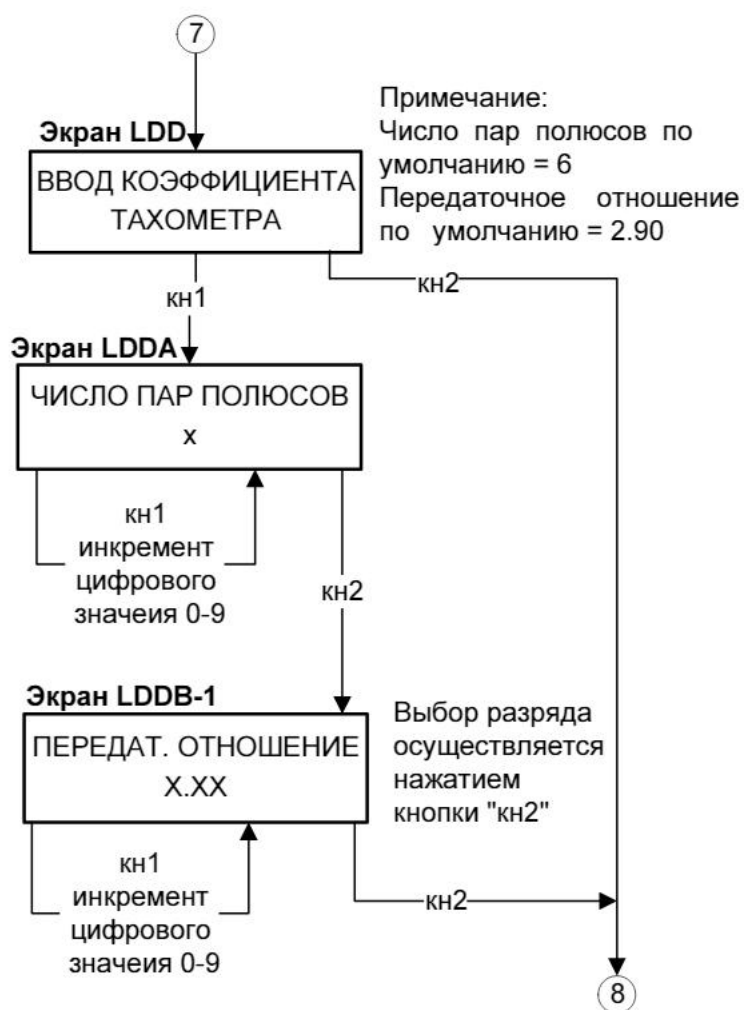 7
Экран LDD
ВВОД КОЭФФИЦИЕНТА
ТАХОМЕТРА
Примечание:
Число пар полюсов по
умолчанию = 6
Передаточное отношение
по умолчанию = 2.90
кн1
кн2
Экран LDDA
ЧИСЛО ПАР ПОЛЮСОВ
x
кн1
инкремент
цифрового
значеия 0-9
кн2
Экран LDDB-1
ПЕРЕДАТ. ОТНОШЕНИЕ
X.XX
Выбор разряда
осуществляется
нажатием
кнопки "кн2"
кн1
инкремент
цифрового
значеия 0-9
кн2
8